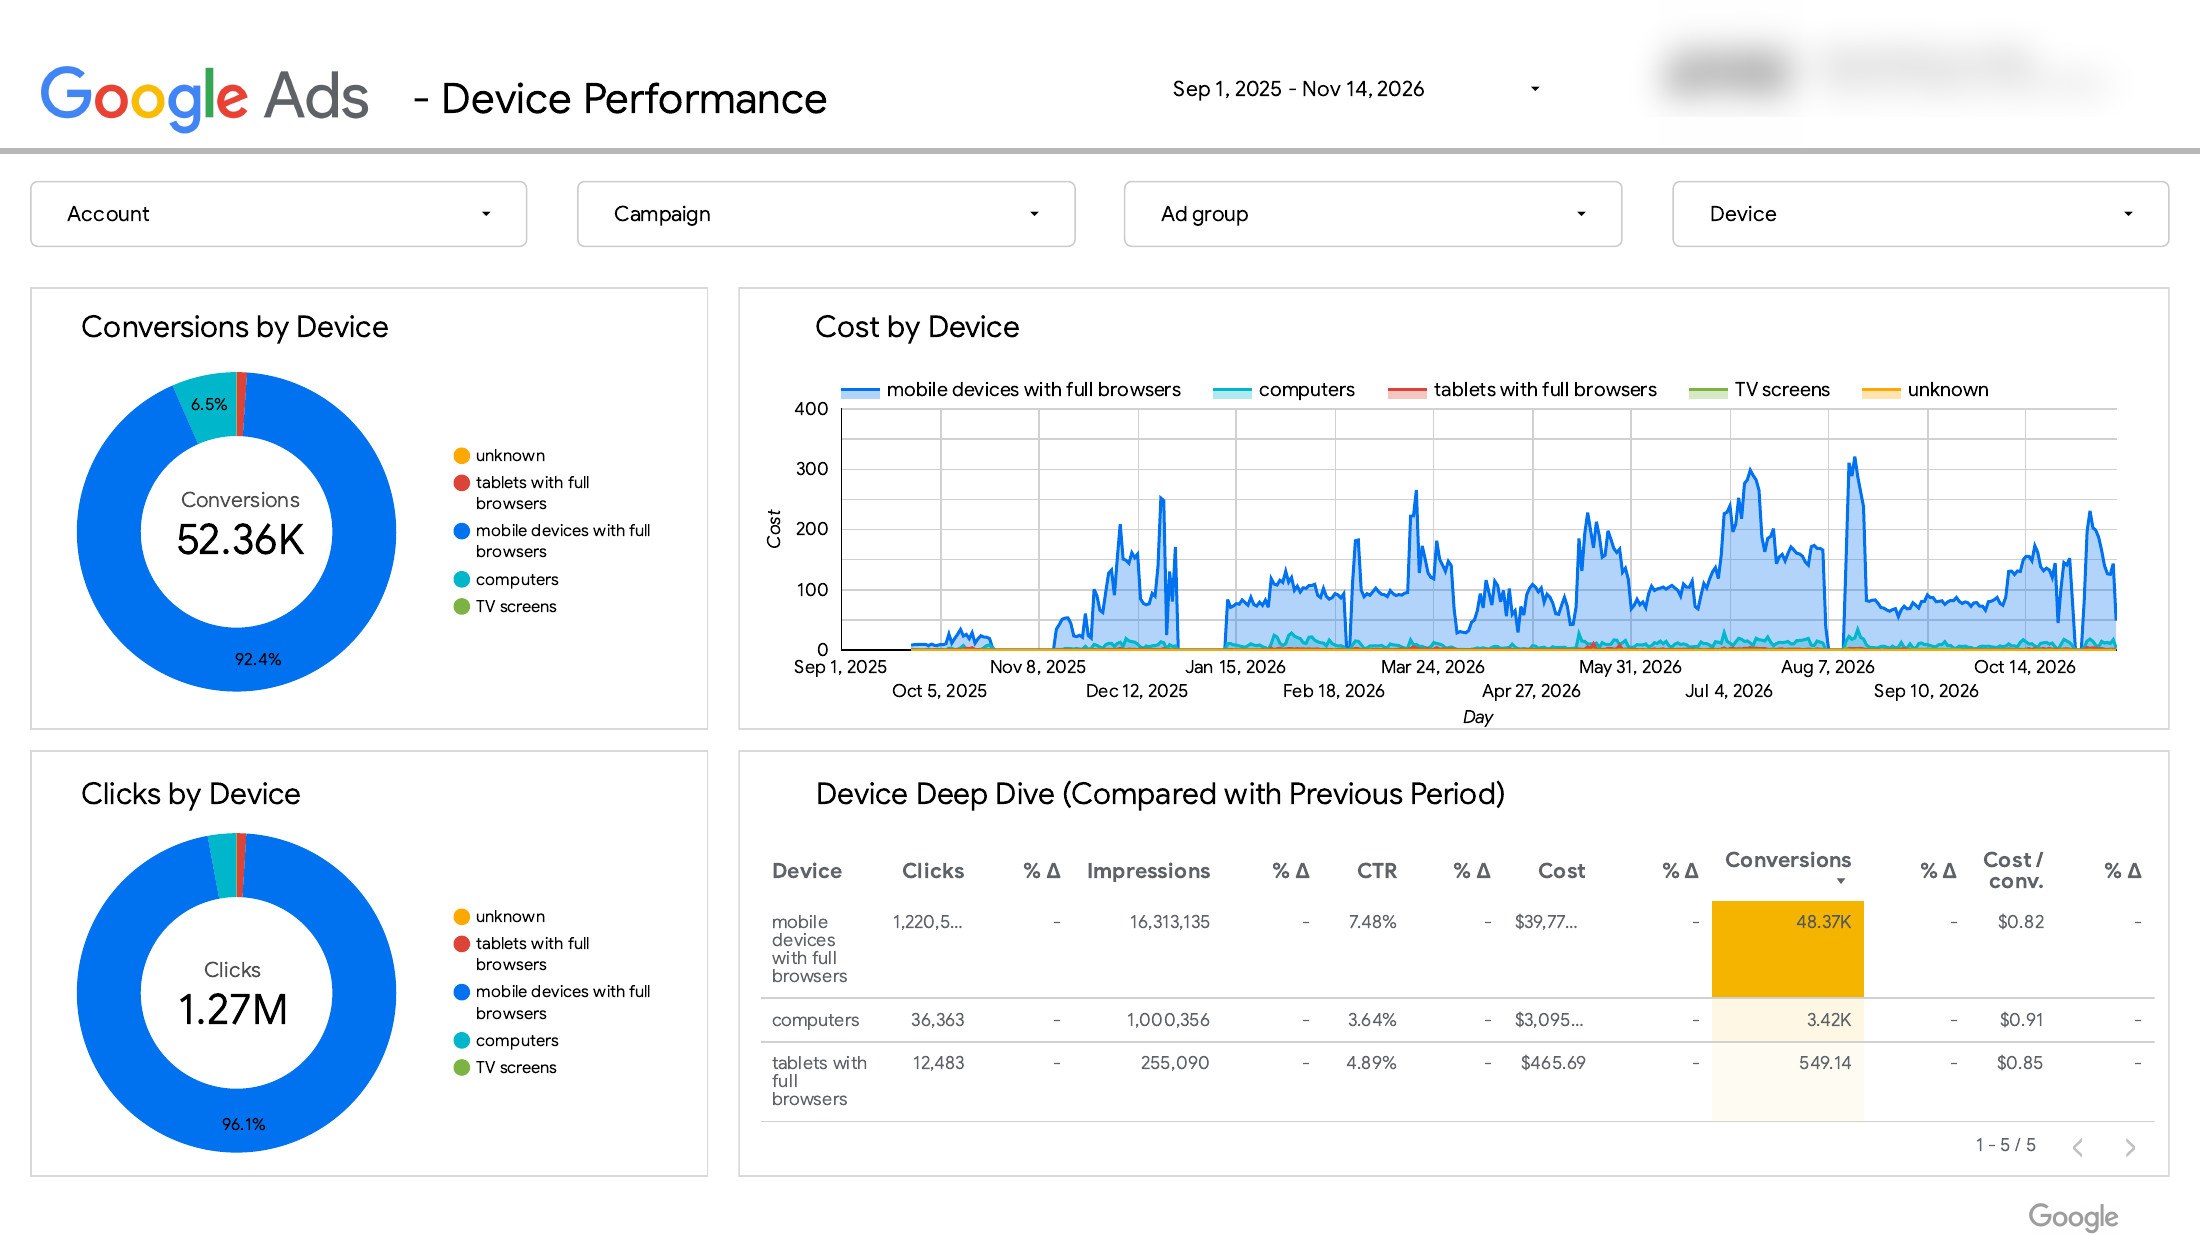 Google Ads - Device Performance
Sep 1, 2025 - Nov 14, 2026
Account
Campaign
Ad group
Device
Conversions by Device
6.5%
Conversions
52.36K
92.4%
unknown
tablets with full
browsers
mobile devices with full
browsers
computers
TV screens
Cost by Device
mobile devices with full browsers
computers
tablets with full browsers
TV screens
unknown
400
300
200
100
0
Cost
Sep 1, 2025
Oct 5, 2025
Nov 8, 2025
Dec 12, 2025
Jan 15, 2026
Feb 18, 2026
Mar 24, 2026
Apr 27, 2026
May 31, 2026
Jul 4, 2026
Aug 7, 2026
Sep 10, 2026
Oct 14, 2026
Day
Clicks by Device
Clicks
1.27M
96.1%
unknown
tablets with full
browsers
mobile devices with full
browsers
computers
TV screens
Device Deep Dive (Compared with Previous Period)
Device Clicks % Δ Impressions % Δ CTR % Δ Cost % Δ Conversions % Δ Cost / conv. % Δ
mobile devices with full browsers 1,220,5... - 16,313,135 - 7.48% - $39,77... - 48.37K - $0.82 -
computers 36,363 - 1,000,356 - 3.64% - $3,095... - 3.42K - $0.91 -
tablets with full browsers 12,483 - 255,090 - 4.89% - $465.69 - 549.14 - $0.85 -
1 - 5 / 5
Google